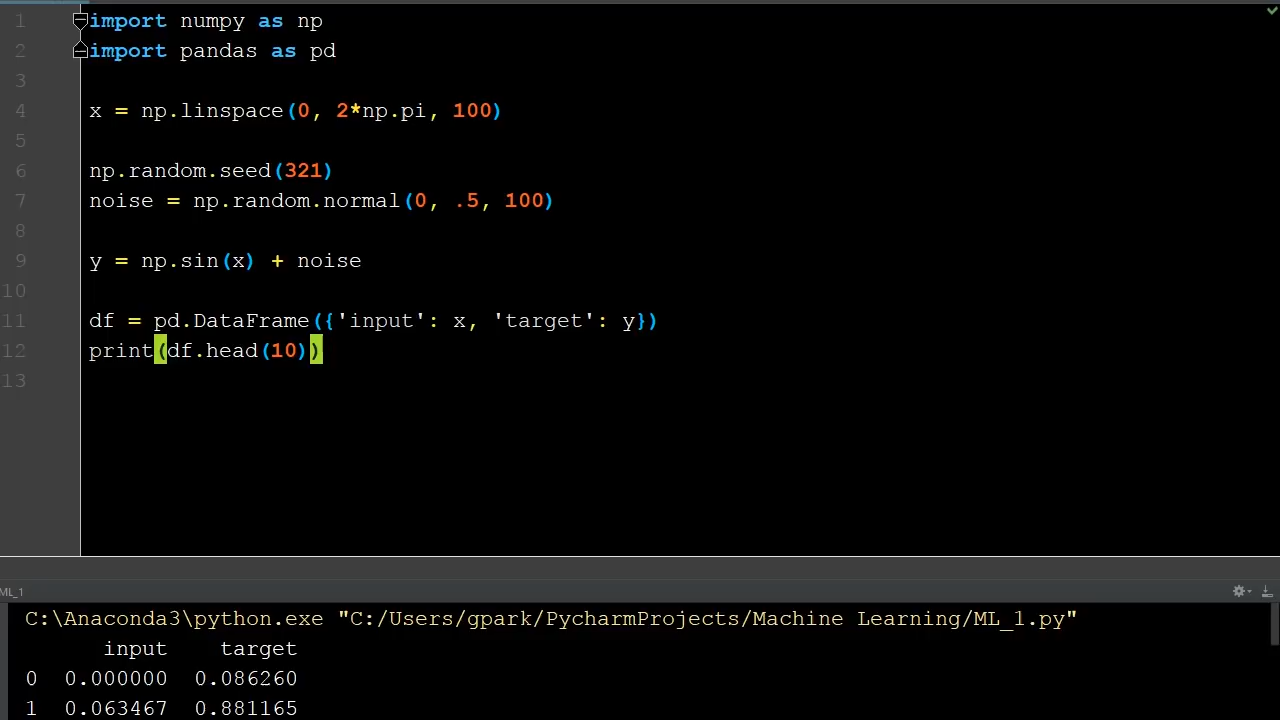 1 import numpy as np
2 import pandas as pd
3
4 x = np.linspace(0, 2*np.pi, 100)
5
6 np.random.seed(321)
7 noise = np.random.normal(0, .5, 100)
8
9 y = np.sin(x) + noise
10
11 df = pd.DataFrame({'input': x, 'target': y})
12 print(df.head(10))
13
ML_1
C:\Anaconda3\python.exe "C:/Users/gpark/PycharmProjects/Machine Learning/ML_1.py"
input target
0 0.000000 0.086260
1 0.063467 0.881165